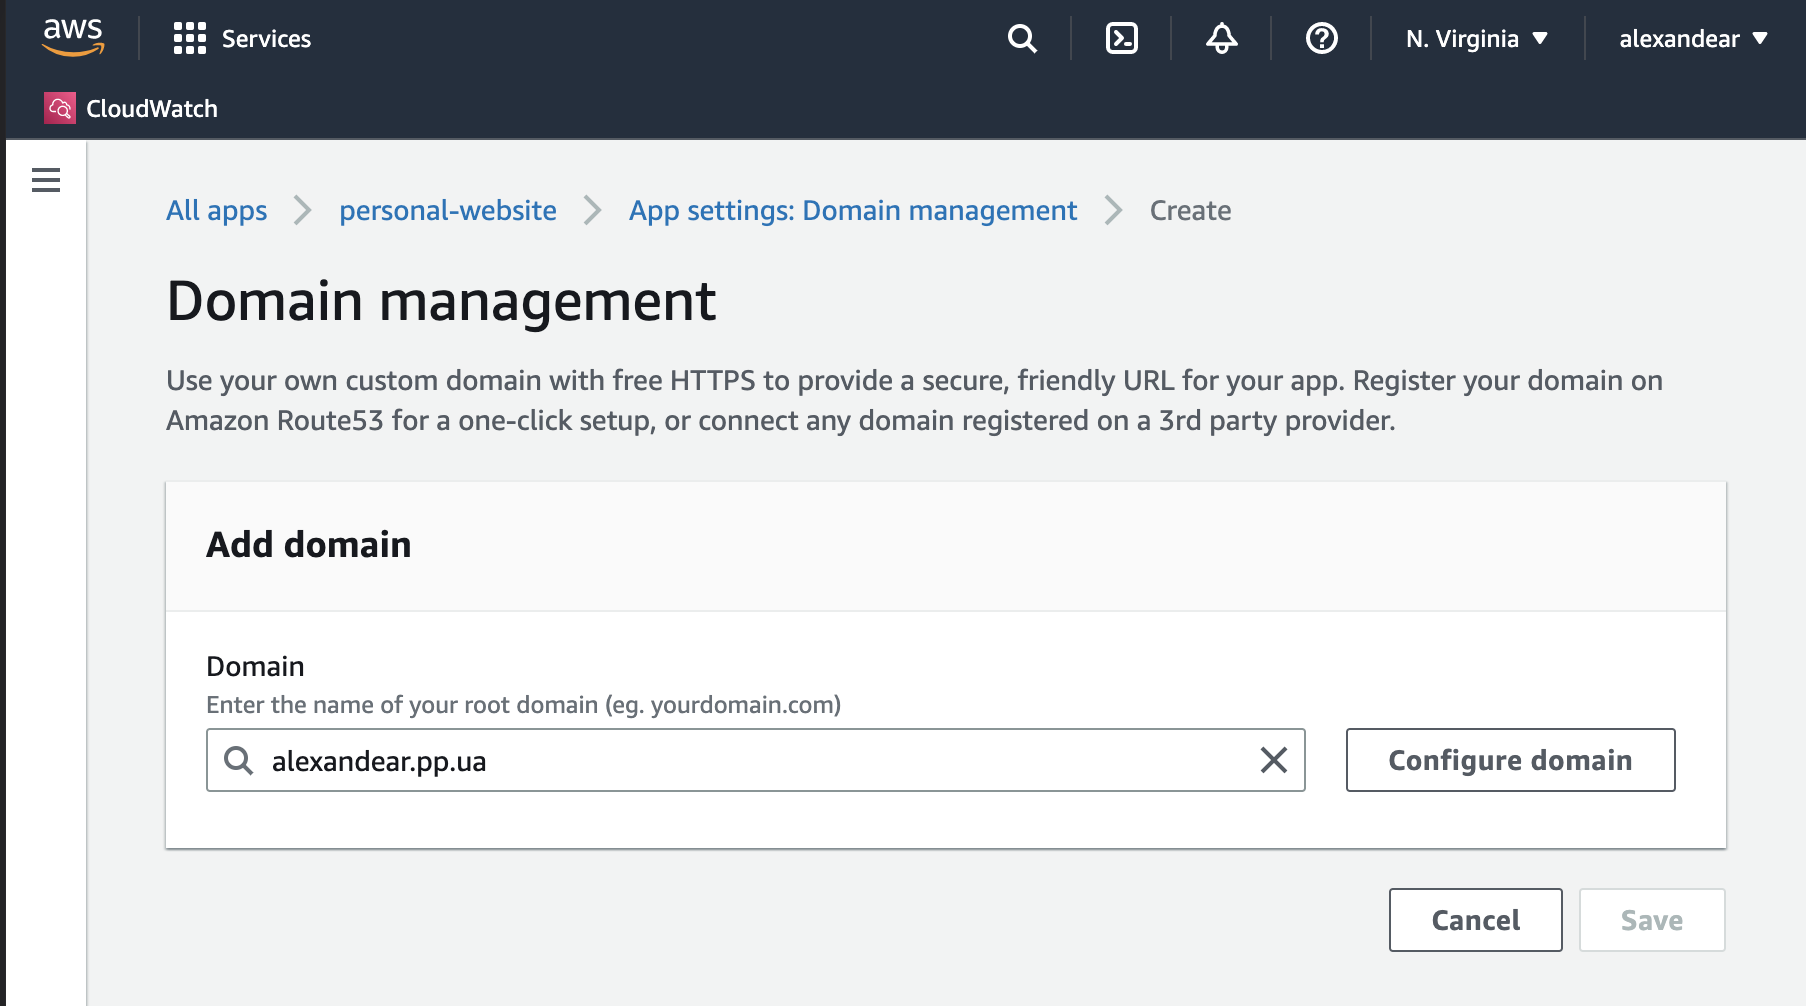 aws
Services
N. Virginia
alexandear
CloudWatch
All apps
personal-website
App settings: Domain management
Create
Domain management
Use your own custom domain with free HTTPS to provide a secure, friendly URL for your app. Register your domain on
Amazon Route53 for a one-click setup, or connect any domain registered on a 3rd party provider.
Add domain
Domain
Enter the name of your root domain (eg. yourdomain.com)
alexandear.pp.ua
Configure domain
Cancel
Save